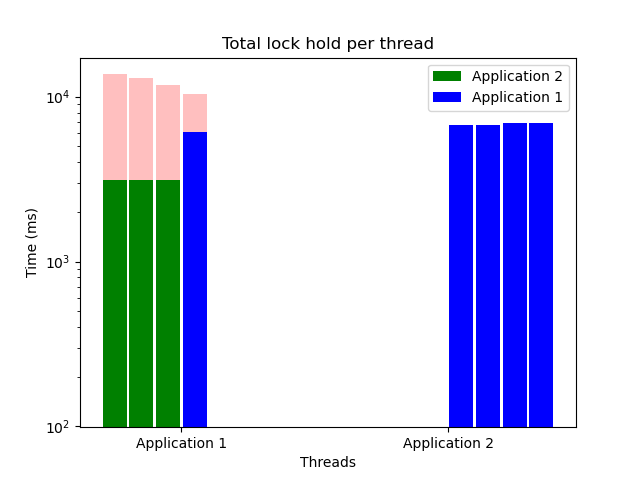 Total lock hold per thread
Application 2
Application 1
10^4
10^3
10^2
Time (ms)
Application 1
Application 2
Threads